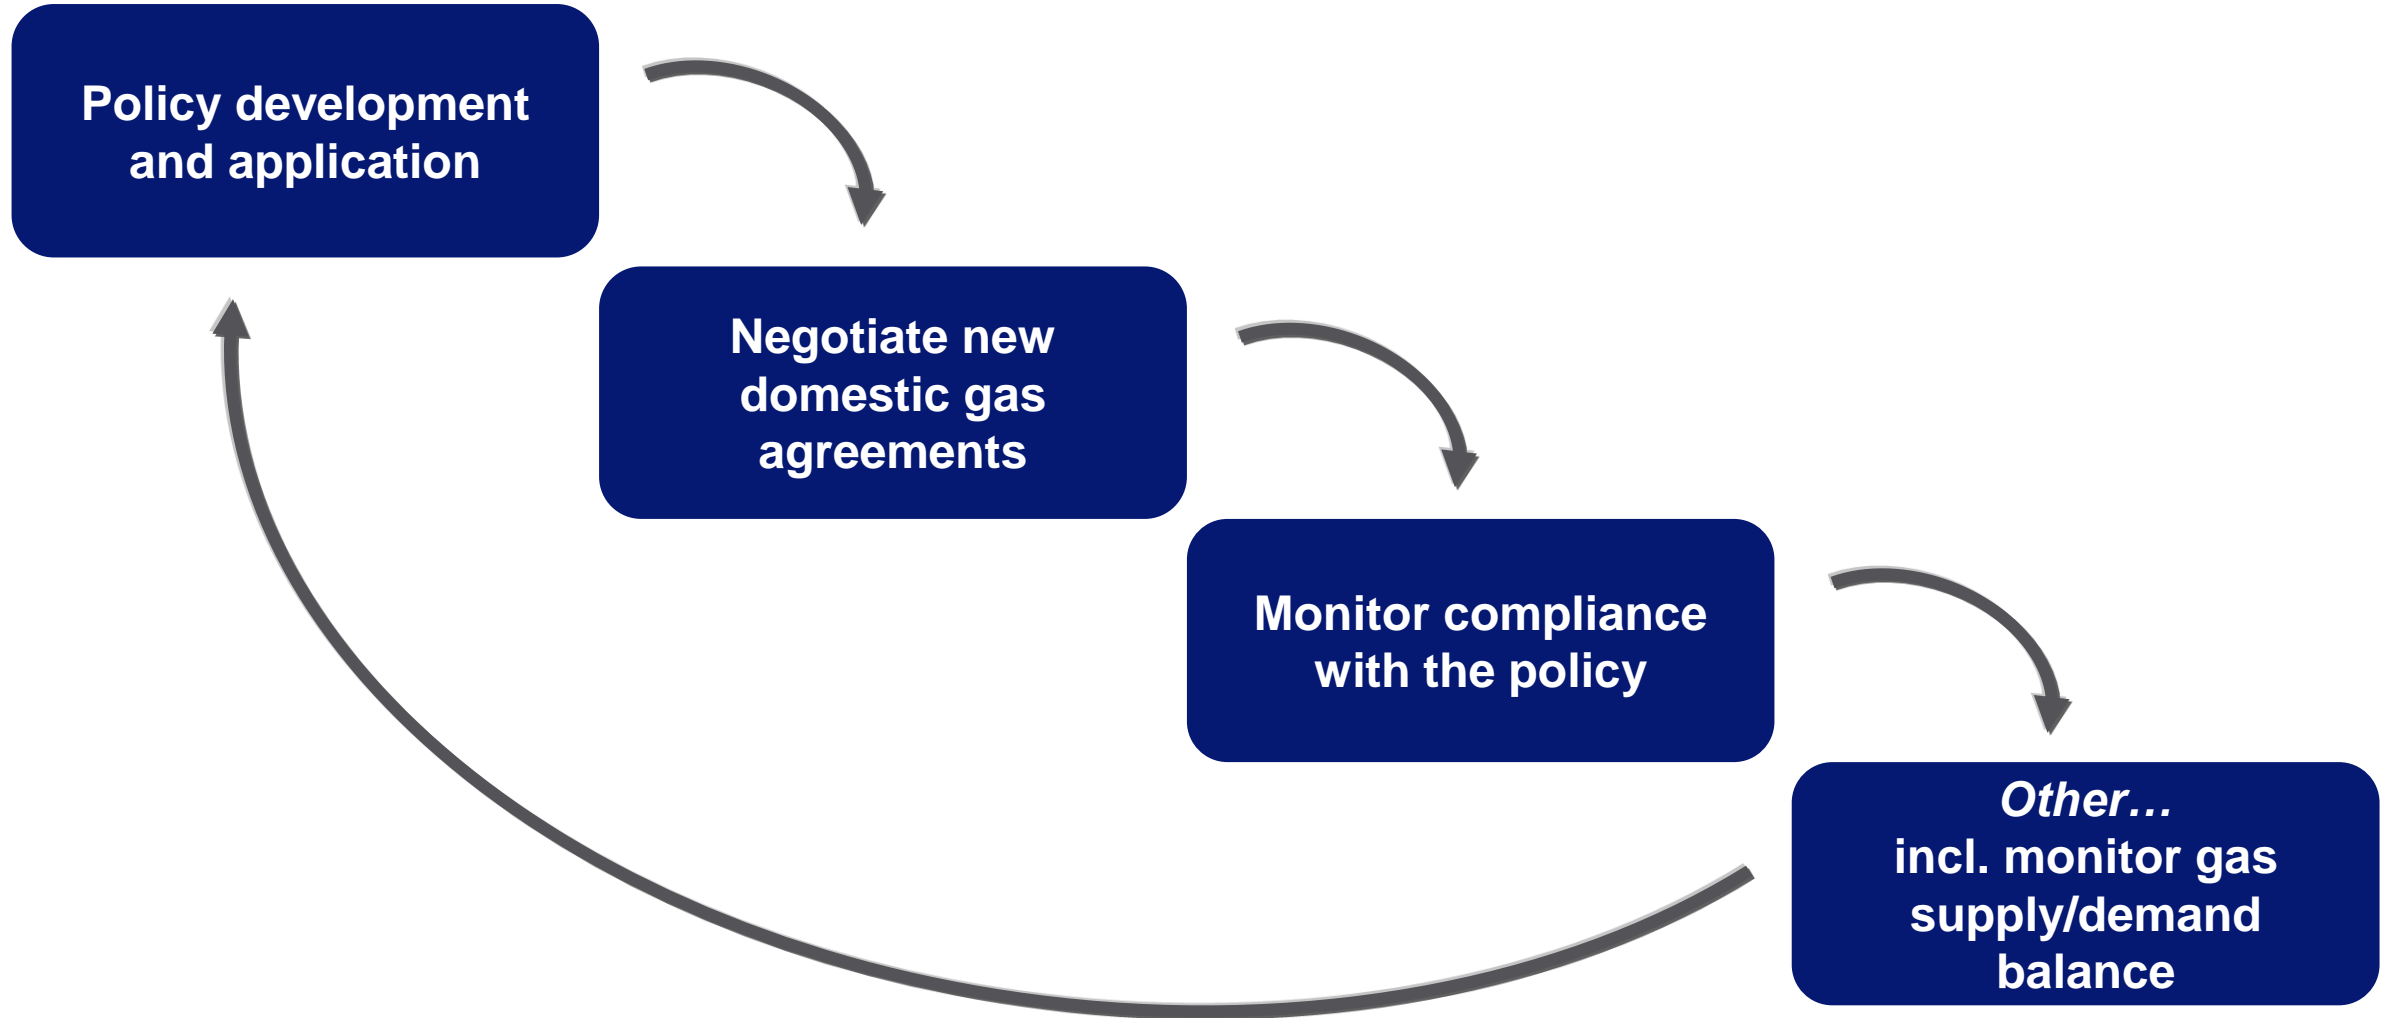 Policy development
and application
Negotiate new
domestic gas
agreements
Monitor compliance
with the policy
Other…
incl. monitor gas
supply/demand
balance